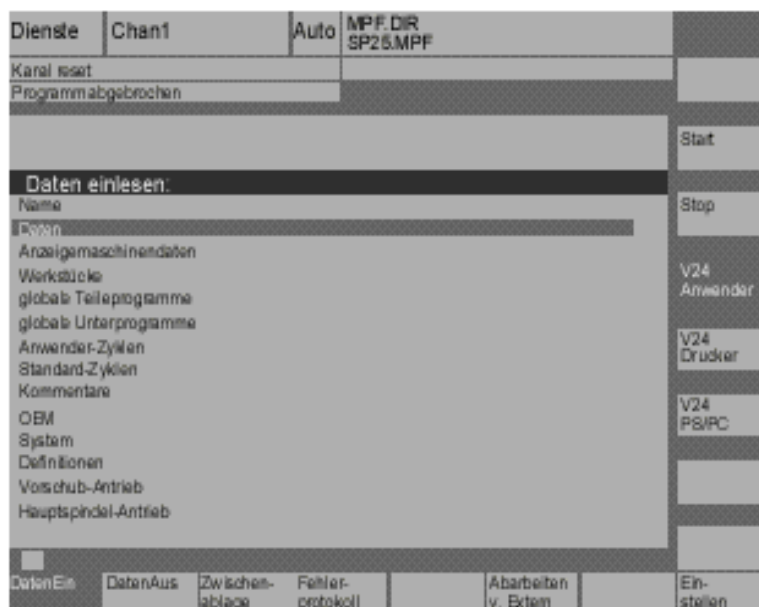 Dienste Chan1 Auto MPF.DIR
SP25.MPF
Kanal reset
Programm abgebrochen
Start
Daten einlesen:
Name
Stop
Daten
Anzeigemaschinendaten
Werkstücke
V24
Anwender
globale Teileprogramme
globale Unterprogramme
Anwender-Zyklen
V24
Drucker
Standard-Zyklen
Kommentare
V24
PS/PC
OEM
System
Definitionen
Vorschub-Antrieb
Hauptspindel-Antrieb
DatenEin DatenAus Zwischen-
ablage Fehler-
protokoll Abarbeiten
v. Extern Ein-
stellen